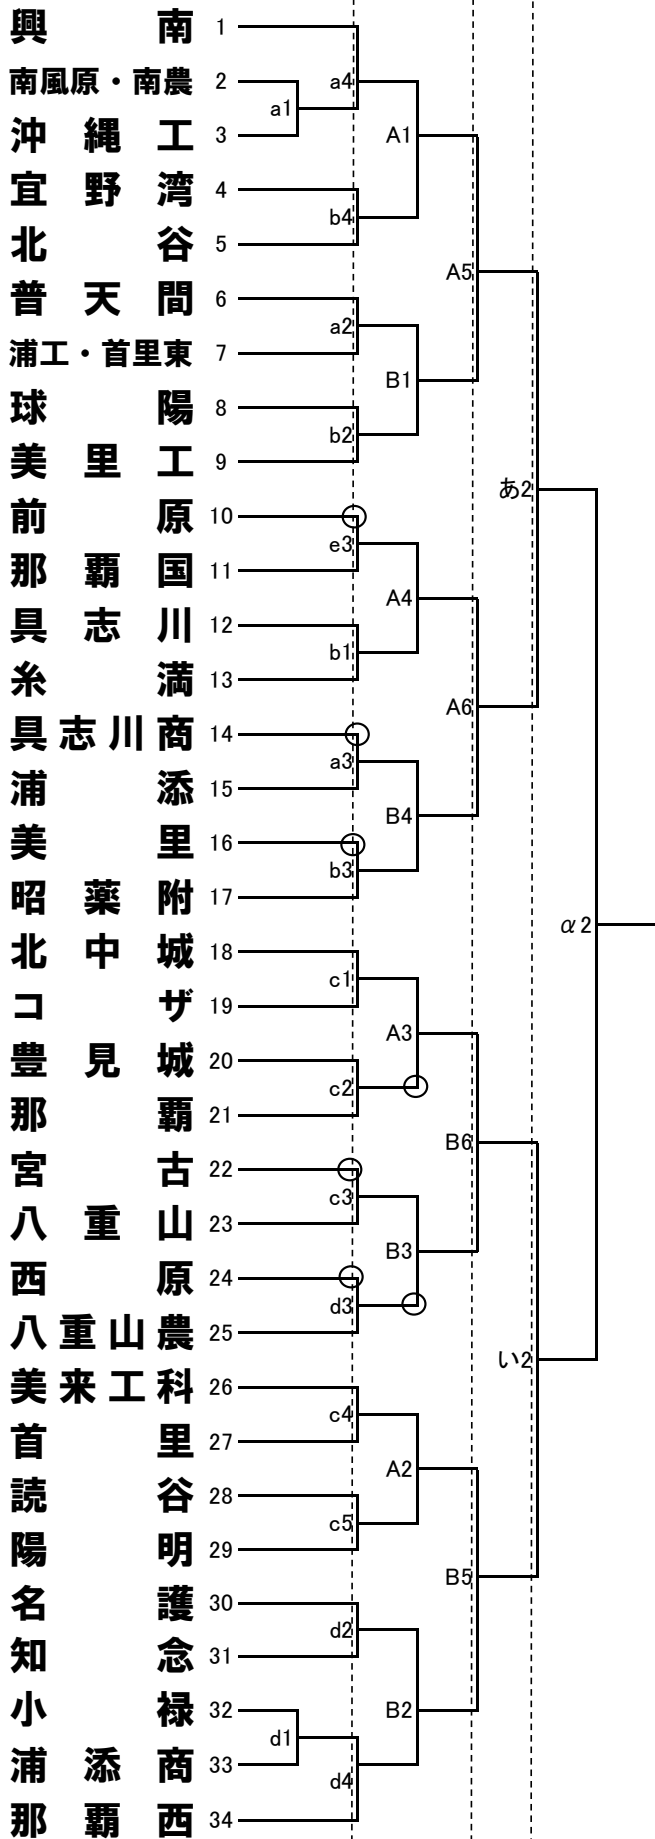 興南 1
南風原・南農 2
a4
a1
沖縄工 3
A1
宜野湾 4
b4
北谷 5
A5
普天間 6
a2
浦工・首里東 7
B1
球陽 8
b2
美里工 9
あ2
前原 10
e3
那覇国 11
A4
具志川 12
b1
糸満 13
A6
具志川商 14
a3
浦添 15
B4
美里 16
b3
昭薬附 17
α2
北中城 18
c1
コザ 19
A3
豊見城 20
c2
那覇 21
B6
宮古 22
c3
八重山 23
B3
西原 24
d3
八重山農 25
い2
美来工科 26
c4
首里 27
A2
読谷 28
c5
陽明 29
B5
名護 30
d2
知念 31
小禄 32
B2
d1
浦添商 33
d4
那覇西 34